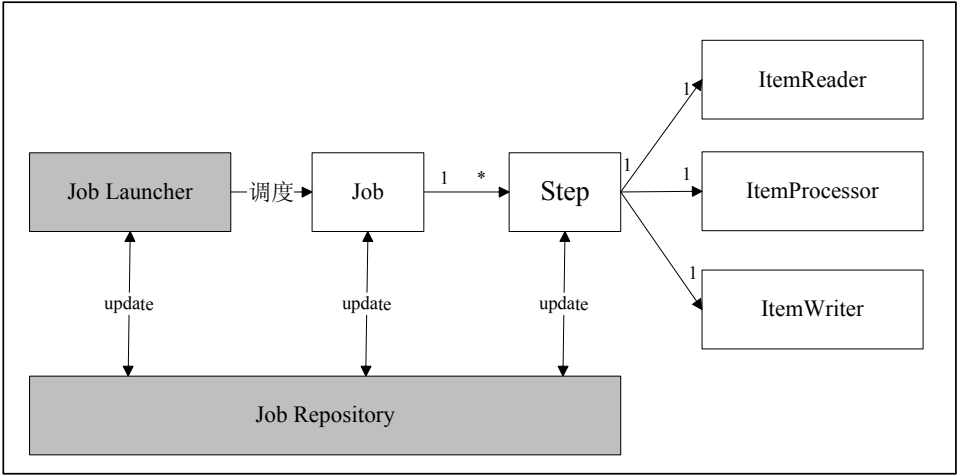 ItemReader
1
Job Launcher
调度
Job
1 *
Step
1
1
ItemProcessor
1
ItemWriter
update
update
update
Job Repository